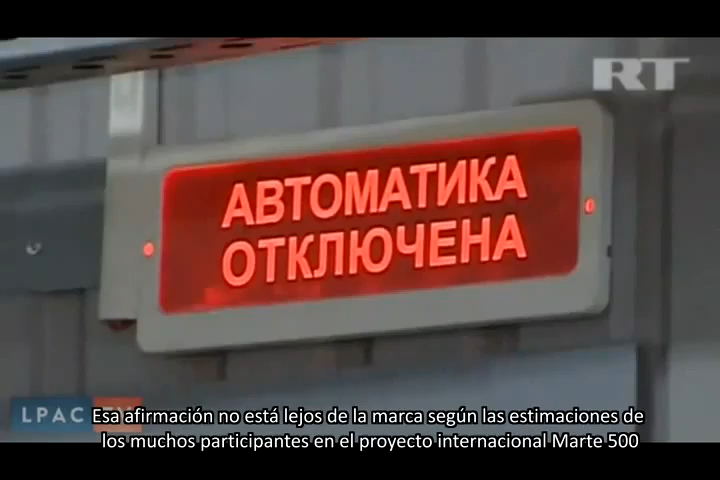 RT
АВТОМАТИКА
ОТКЛЮЧЕНА
LPAC
Esa afirmación no está lejos de la marca según las estimaciones de
los muchos participantes en el proyecto internacional Marte 500